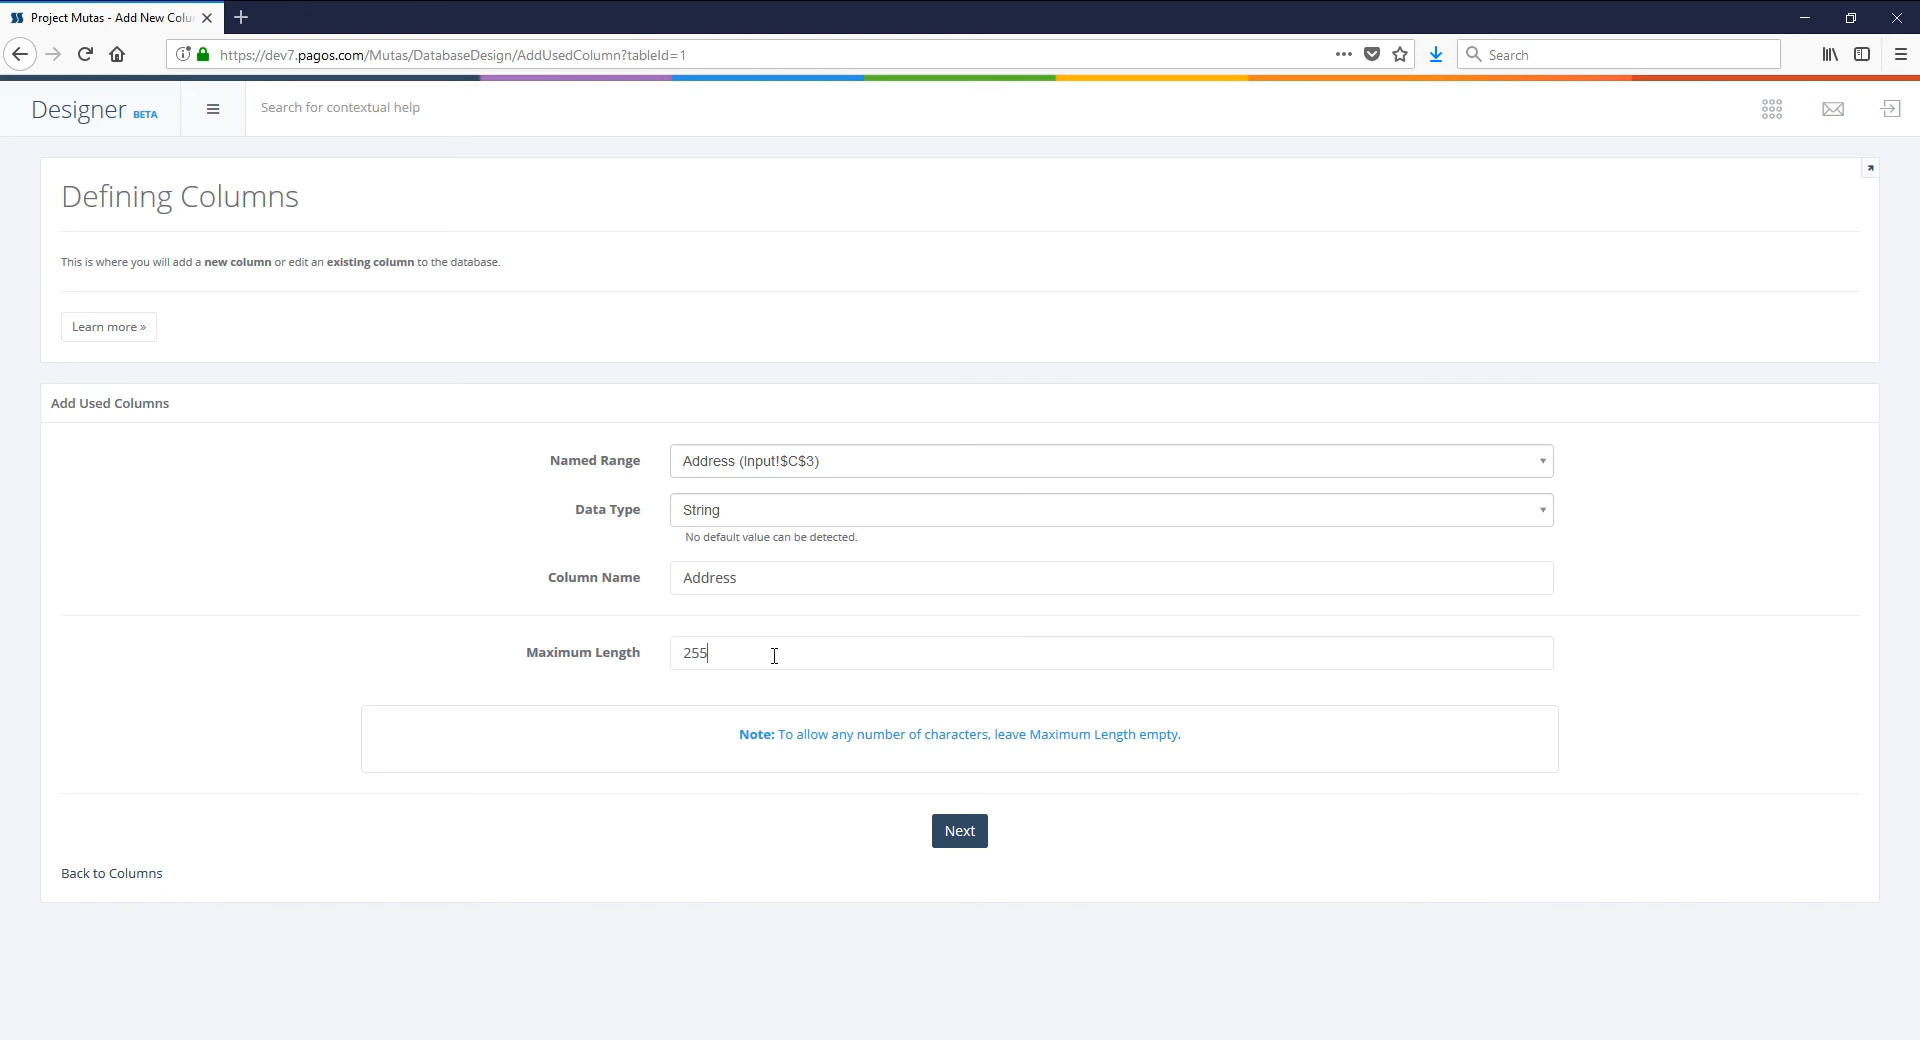 Project Mutas - Add New Colu
https://dev7.pagos.com/Mutas/DatabaseDesign/AddUsedColumn?tableId=1
Search
Designer BETA
Search for contextual help
Defining Columns
This is where you will add a new column or edit an existing column to the database.
Learn more »
Add Used Columns
Named Range
Address (Input!$C$3)
Data Type
String
No default value can be detected.
Column Name
Address
Maximum Length
255
Note: To allow any number of characters, leave Maximum Length empty.
Next
Back to Columns